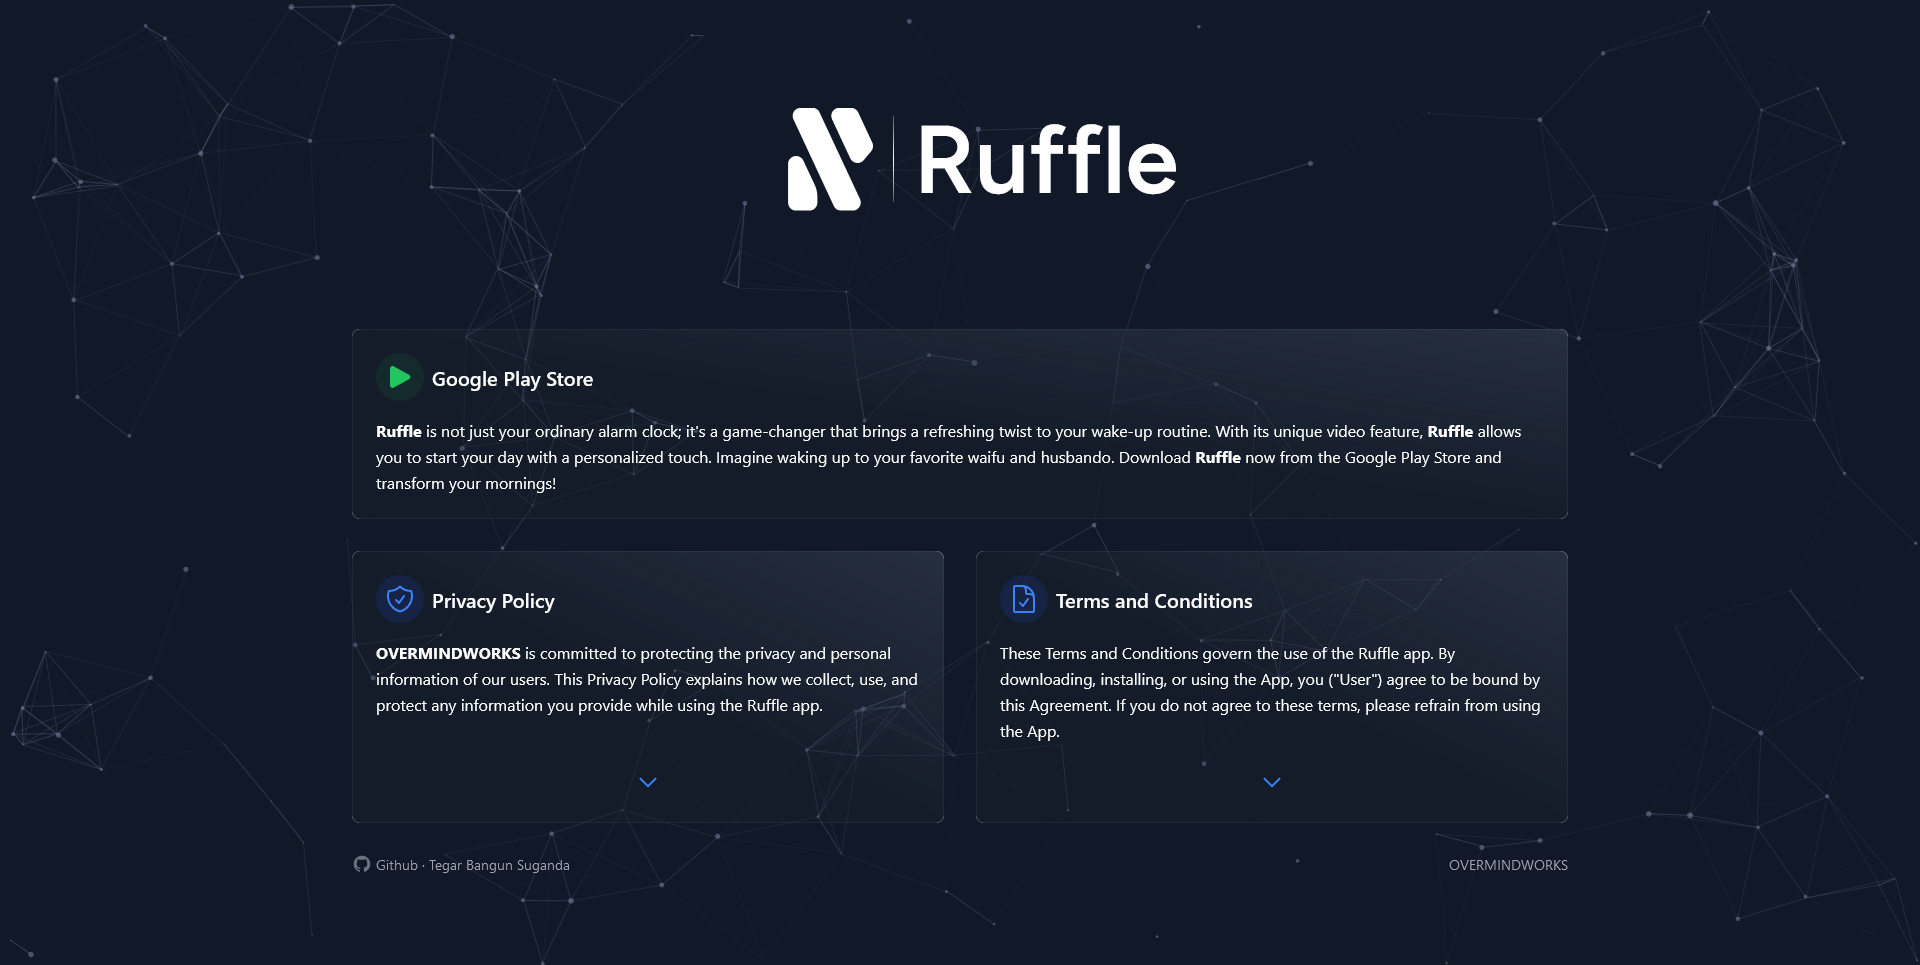 Ruffle
Google Play Store
Ruffle is not just your ordinary alarm clock; it's a game-changer that brings a refreshing twist to your wake-up routine. With its unique video feature, Ruffle allows
you to start your day with a personalized touch. Imagine waking up to your favorite waifu and husbando. Download Ruffle now from the Google Play Store and
transform your mornings!
Privacy Policy
OVERMINDWORKS is committed to protecting the privacy and personal
information of our users. This Privacy Policy explains how we collect, use, and
protect any information you provide while using the Ruffle app.
Terms and Conditions
These Terms and Conditions govern the use of the Ruffle app. By
downloading, installing, or using the App, you ("User") agree to be bound by
this Agreement. If you do not agree to these terms, please refrain from using
the App.
Github · Tegar Bangun Suganda
OVERMINDWORKS